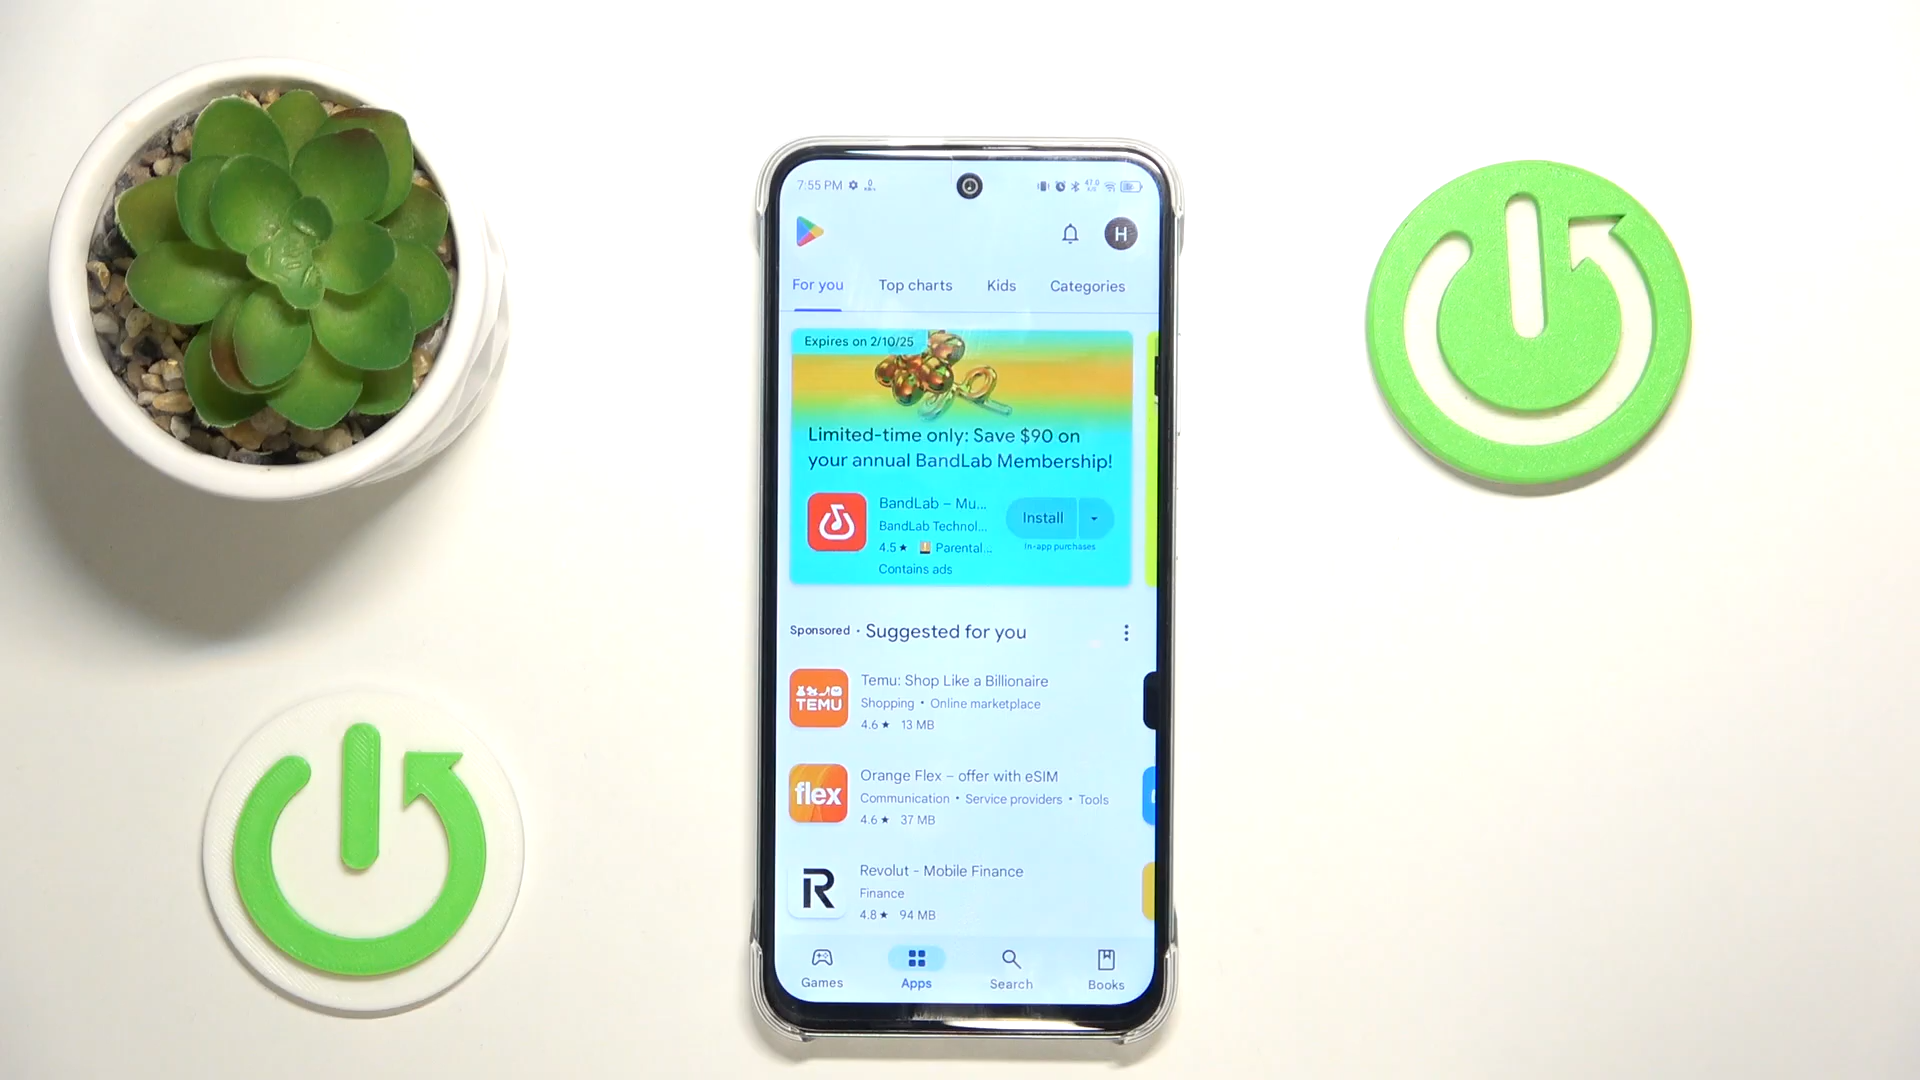 7:55 PM
47.0
H
For you
Top charts
Kids
Categories
Expires on 2/10/25
Limited-time only: Save $90 on
your annual BandLab Membership!
BandLab – Mu...
BandLab Technol...
4.5★ Parental...
Contains ads
Install
In-app purchases
Sponsored · Suggested for you
TEMU
Temu: Shop Like a Billionaire
Shopping • Online marketplace
4.6 ★ 13 MB
flex
Orange Flex – offer with eSIM
Communication • Service providers • Tools
4.6 ★ 37 MB
R
Revolut - Mobile Finance
Finance
4.8 ★ 94 MB
Games
Apps
Search
Books